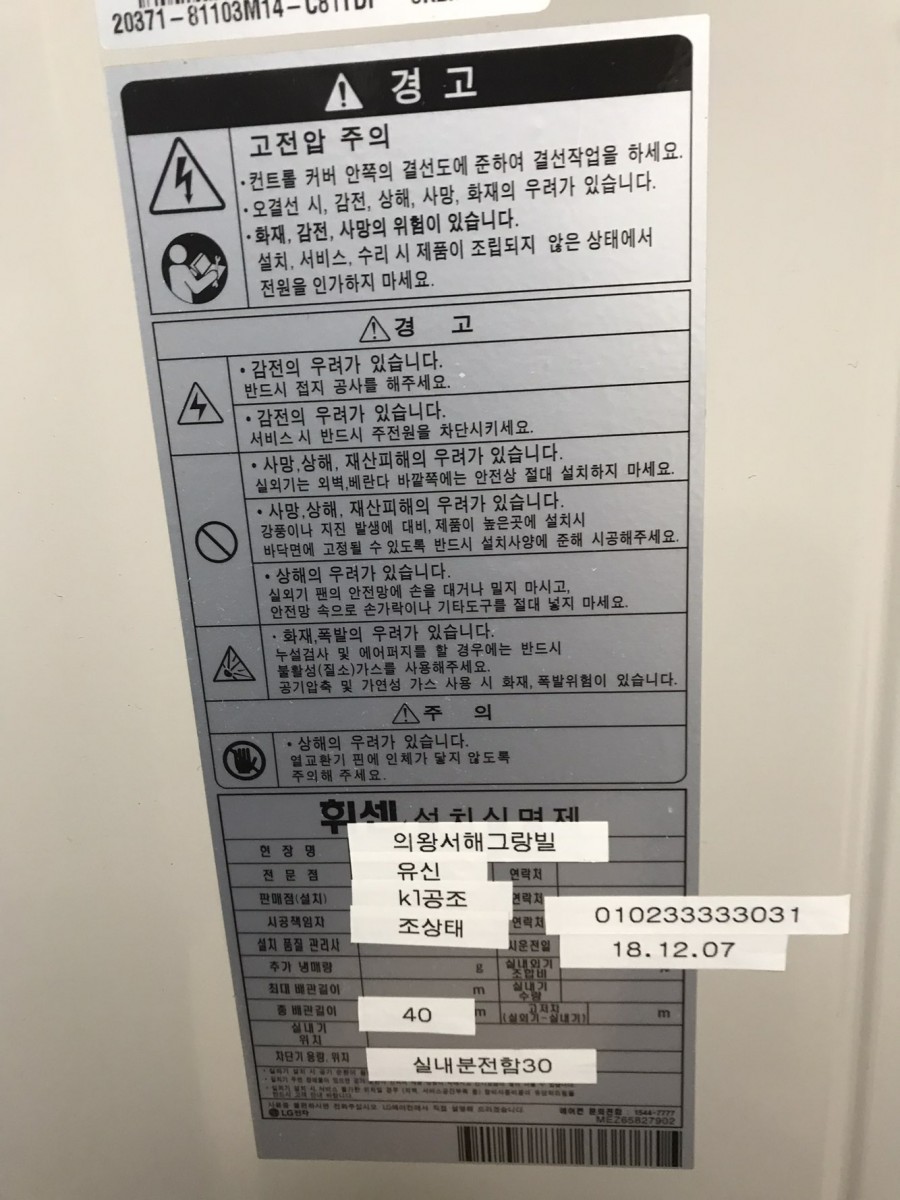 20371-81103M14-
경 고
고전압 주의
·컨트롤 커버 안쪽의 결선도에 준하여 결선작업을 하세요.
·오결선 시, 감전, 상해, 사망, 화재의 우려가 있습니다.
·화재, 감전, 사망의 위험이 있습니다.
설치, 서비스, 수리 시 제품이 조립되지 않은 상태에서
전원을 인가하지 마세요.
경 고
·감전의 우려가 있습니다.
반드시 접지 공사를 해주세요.
·감전의 우려가 있습니다.
서비스 시 반드시 주전원을 차단시키세요.
·사망,상해, 재산피해의 우려가 있습니다.
실외기는 외벽,베란다 바깥쪽에는 안전상 절대 설치하지 마세요.
·사망,상해, 재산피해의 우려가 있습니다.
강풍이나 지진 발생에 대비, 제품이 높은곳에 설치시
바닥면에 고정될 수 있도록 반드시 설치사양에 준해 시공해주세요.
·상해의 우려가 있습니다.
실외기 팬의 안전망에 손을 대거나 밀지 마시고,
안전망 속으로 손가락이나 기타도구를 절대 넣지 마세요.
·화재,폭발의 우려가 있습니다.
누설검사 및 에어퍼지를 할 경우에는 반드시
불활성(질소)가스를 사용해주세요.
공기압축 및 가연성 가스 사용 시 화재, 폭발위험이 있습니다.
주 의
·상해의 우려가 있습니다.
열교환기 핀에 인체가 닿지 않도록
주의해 주세요.
휘센 설치실명제
현 장 명 의왕서해그랑빌
전 문 점 유신 연락처
판매점(설치) k1공조 연락처 010233333031
시공책임자 조상태 연락처
설치 품질 관리사 시운전일 18.12.07
추가 냉매량 g 실내외기 조합비 %
최대 배관길이 m 실내기 수량
총 배관길이 40 m 고저차 (실외기-실내기) m
실내기 위치
차단기 용량, 위치 실내분전함30
LG전자 에어컨 문의전화 1544-7777
MEZ65827902